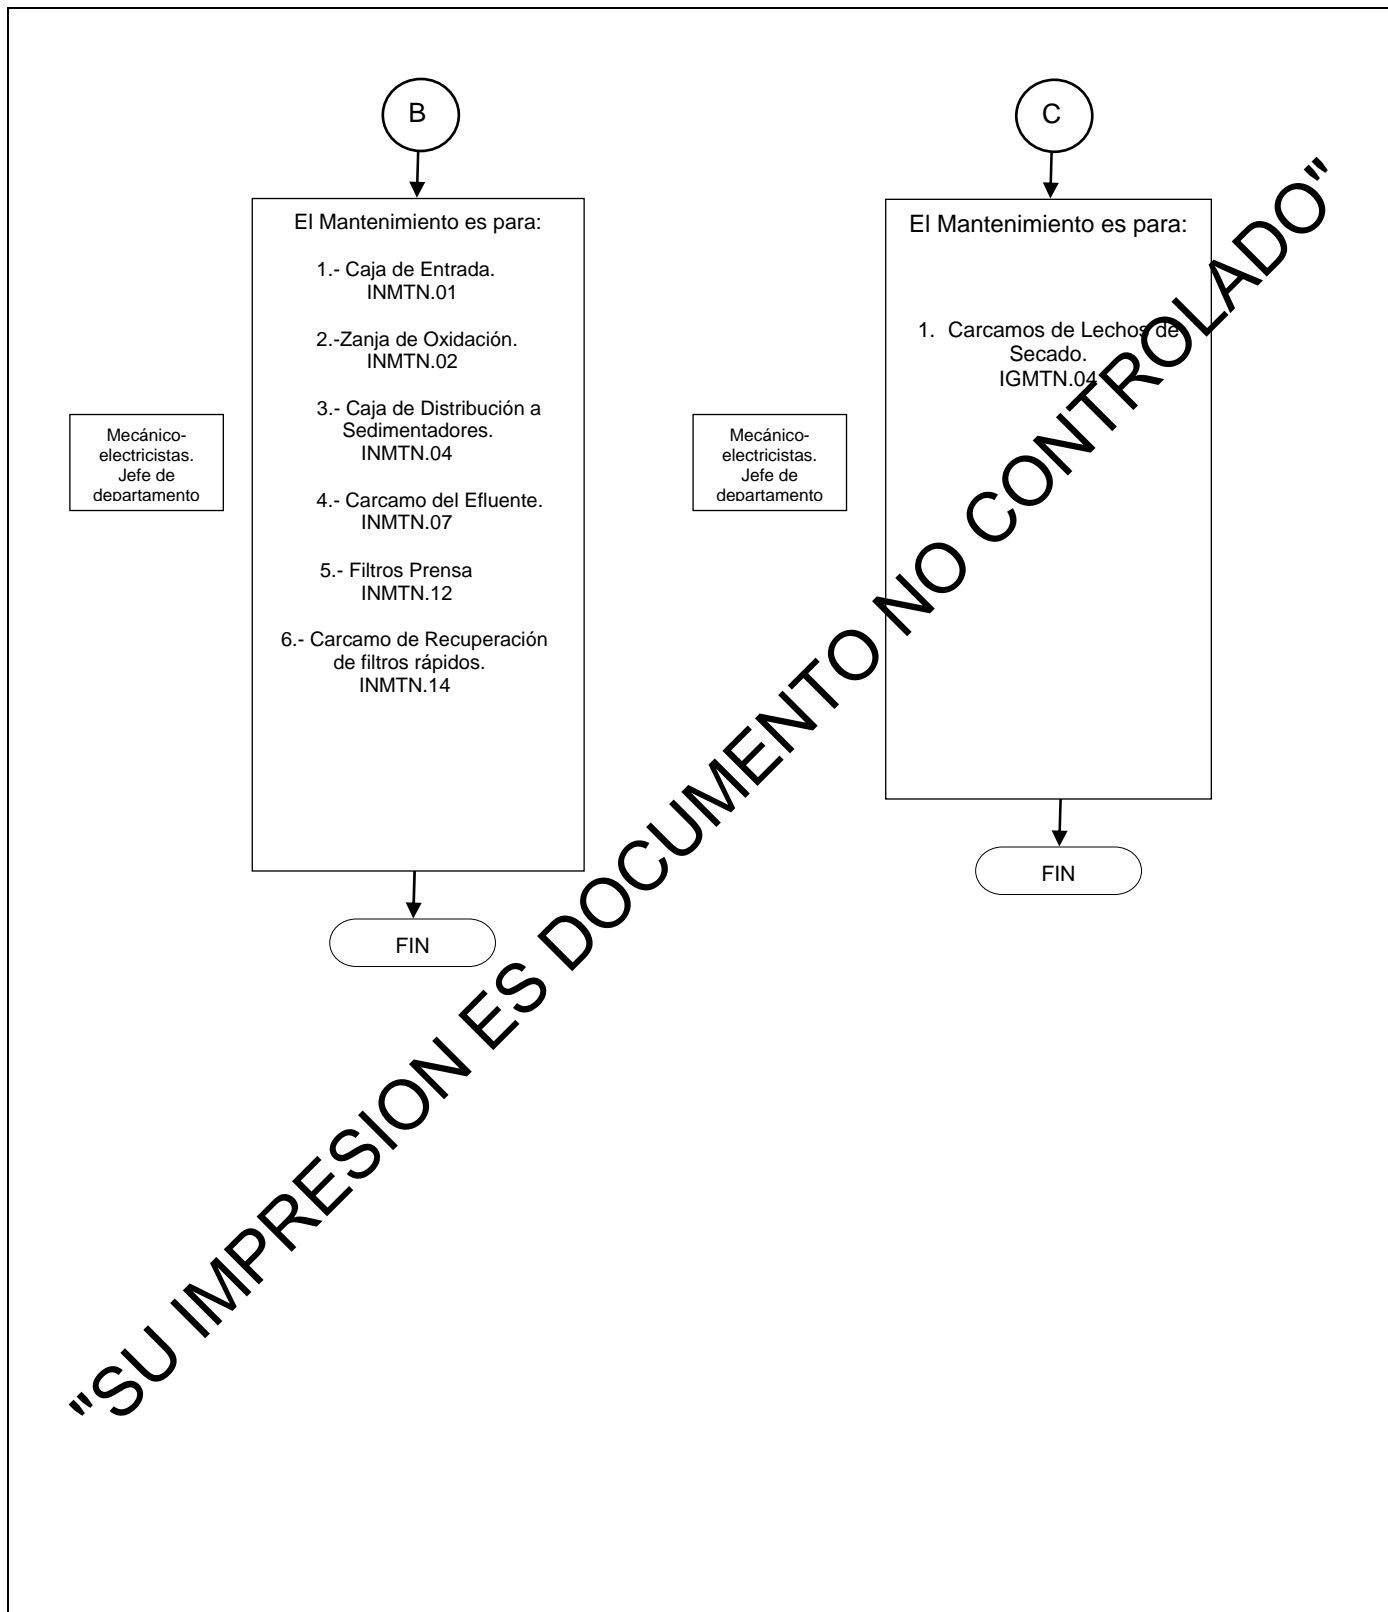 B
El Mantenimiento es para:
1.- Caja de Entrada.
INMTN.01
2.-Zanja de Oxidación.
INMTN.02
3.- Caja de Distribución a
Sedimentadores.
INMTN.04
4.- Carcamo del Efluente.
INMTN.07
5.- Filtros Prensa
INMTN.12
6.- Carcamo de Recuperación
de filtros rápidos.
INMTN.14
Mecánico-
electricistas.
Jefe de
departamento
FIN
C
El Mantenimiento es para:
1. Carcamos de Lechos de
Secado.
IGMTN.04
Mecánico-
electricistas.
Jefe de
departamento
FIN
"SU IMPRESION ES DOCUMENTO NO CONTROLADO"